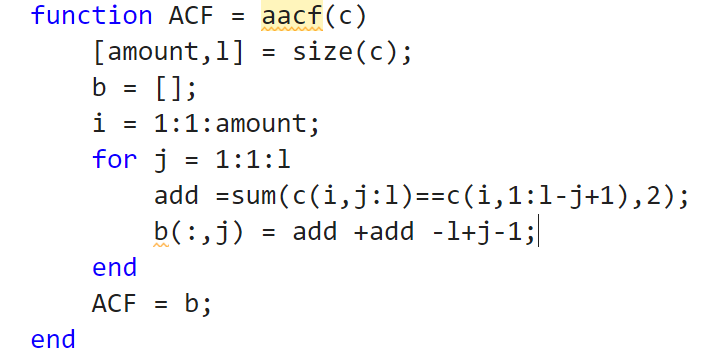 function ACF = aacf(c)
[amount,l] = size(c);
b = [];
i = 1:1:amount;
for j = 1:1:l
add =sum(c(i,j:l)==c(i,1:l-j+1),2);
b(:,j) = add +add -l+j-1;
end
ACF = b;
end